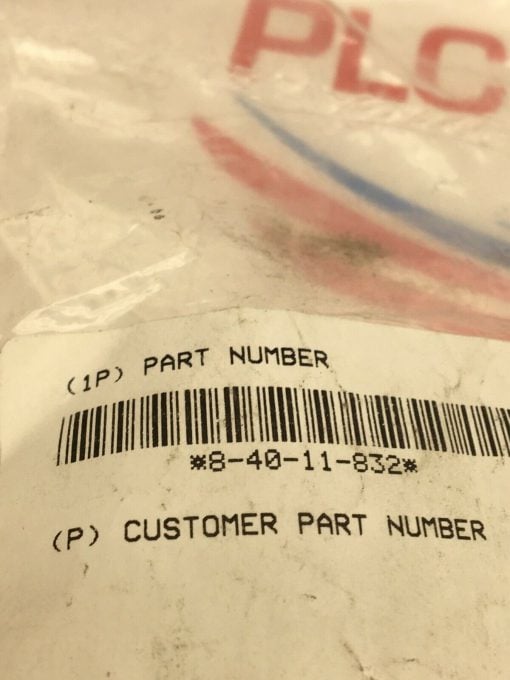 PLC
(1P) PART NUMBER
*8-40-11-832*
(P) CUSTOMER PART NUMBER